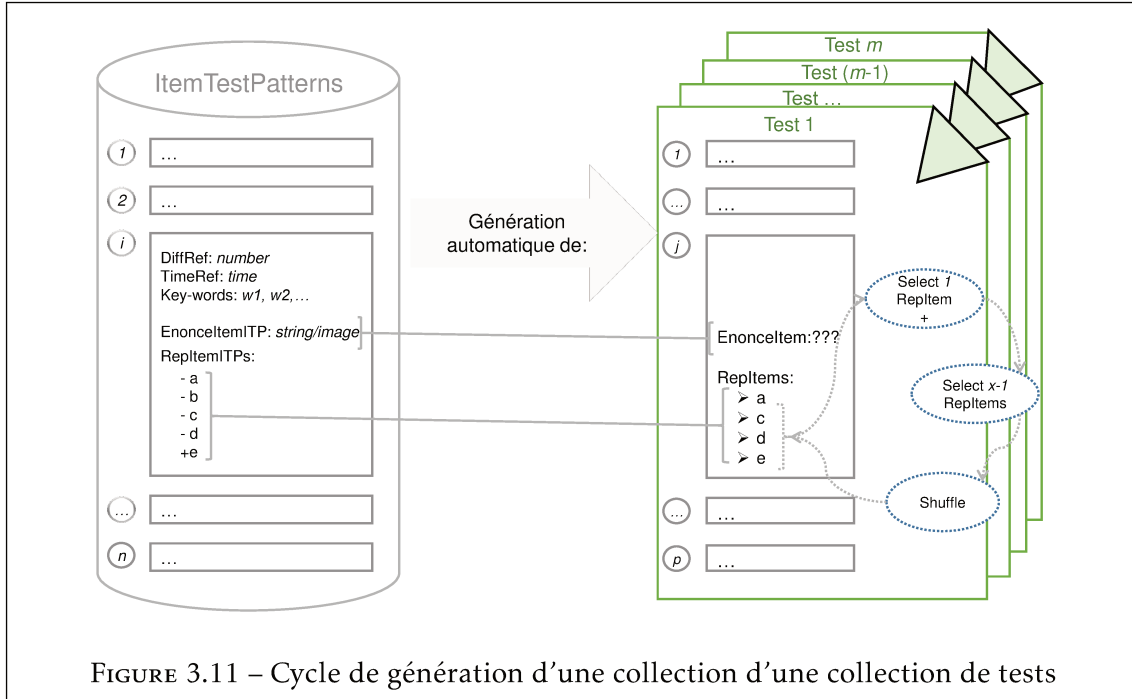 ItemTestPatterns
1
…
2
…
i
DiffRef: number
TimeRef: time
Key-words: w1, w2,…
EnonceItemITP: string/image
RepItemITPs:
- a
- b
- c
- d
+e
…
…
n
…
Génération
automatique de:
Test m
Test (m-1)
Test …
Test 1
1
…
…
…
j
EnonceItem:???
RepItems:
➢ a
➢ c
➢ d
➢ e
…
…
p
…
Select 1
RepItem
+
Select x-1
RepItems
Shuffle
FIGURE 3.11 – Cycle de génération d'une collection d'une collection de tests